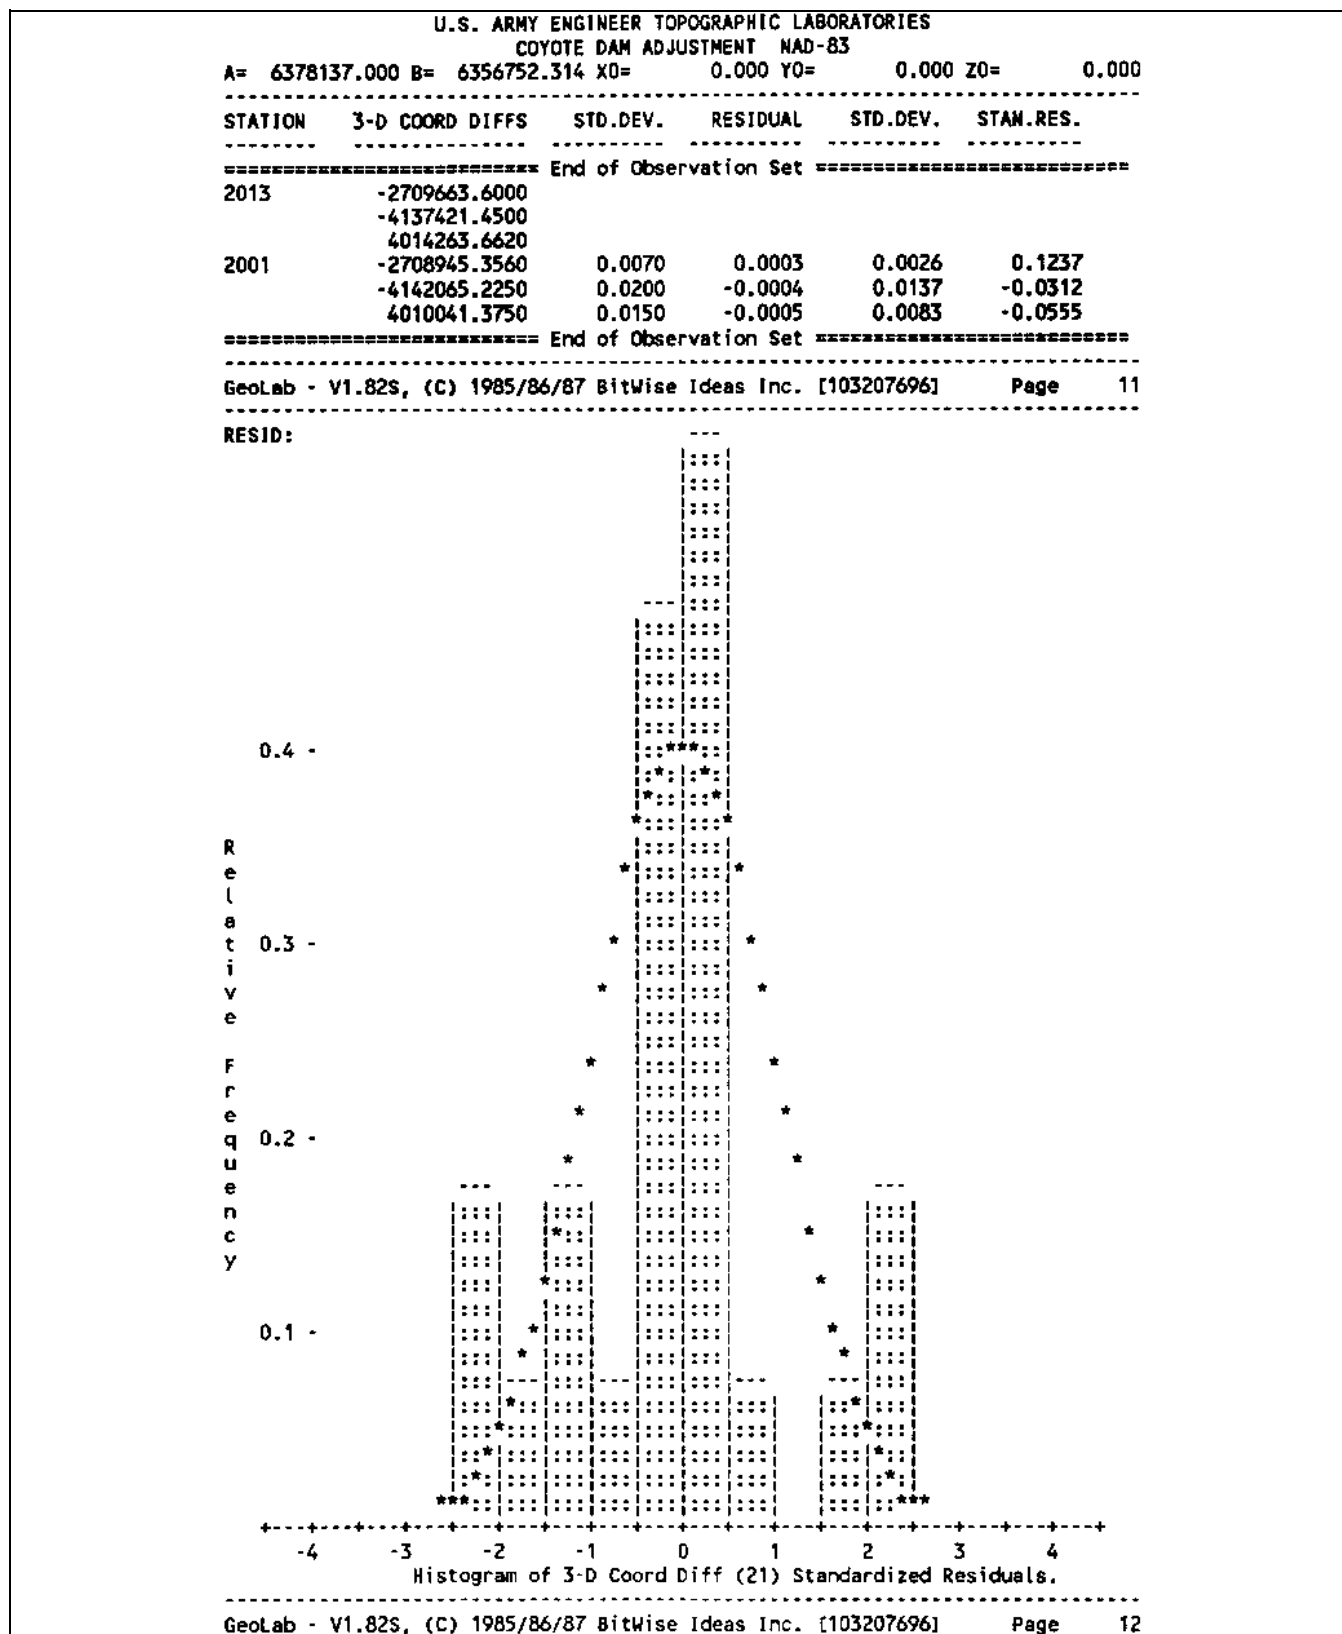 U.S. ARMY ENGINEER TOPOGRAPHIC LABORATORIES
COYOTE DAM ADJUSTMENT NAD-83
A= 6378137.000 B= 6356752.314 X0= 0.000 Y0= 0.000 Z0= 0.000
STATION 3-D COORD DIFFS STD.DEV. RESIDUAL STD.DEV. STAN.RES.
=========================== End of Observation Set ===========================
2013 -2709663.6000
-4137421.4500
4014263.6620
2001 -2708945.3560 0.0070 0.0003 0.0026 0.1237
-4142065.2250 0.0200 -0.0004 0.0137 -0.0312
4010041.3750 0.0150 -0.0005 0.0083 -0.0555
=========================== End of Observation Set ===========================
GeoLab - V1.82S, (C) 1985/86/87 BitWise Ideas Inc. [103207696] Page 11
RESID:
0.4 -
Relative Frequency
0.3 -
0.2 -
0.1 -
-4 -3 -2 -1 0 1 2 3 4
Histogram of 3-D Coord Diff (21) Standardized Residuals.
GeoLab - V1.82S, (C) 1985/86/87 BitWise Ideas Inc. [103207696] Page 12